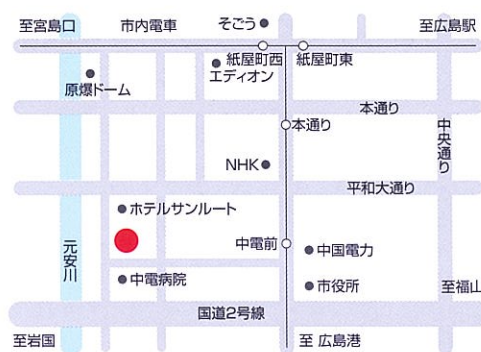 至宮島口
市内電車
そごう
至広島駅
紙屋町西
紙屋町東
エディオン
原爆ドーム
本通り
本通り
中央通り
NHK
平和大通り
ホテルサンルート
元安川
中電前
中国電力
中電病院
市役所
至福山
国道2号線
至岩国
至 広島港